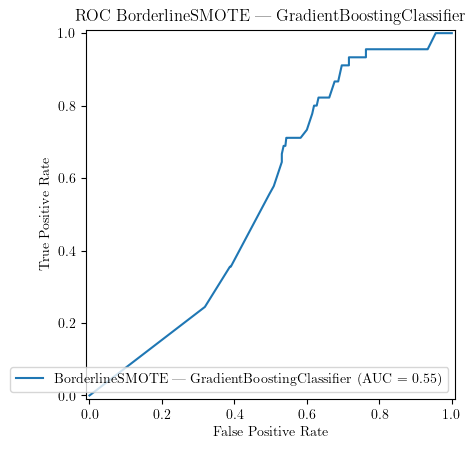 ROC BorderlineSMOTE — GradientBoostingClassifier
1.0
0.8
0.6
0.4
0.2
0.0
True Positive Rate
BorderlineSMOTE — GradientBoostingClassifier (AUC = 0.55)
0.0 0.2 0.4 0.6 0.8 1.0
False Positive Rate